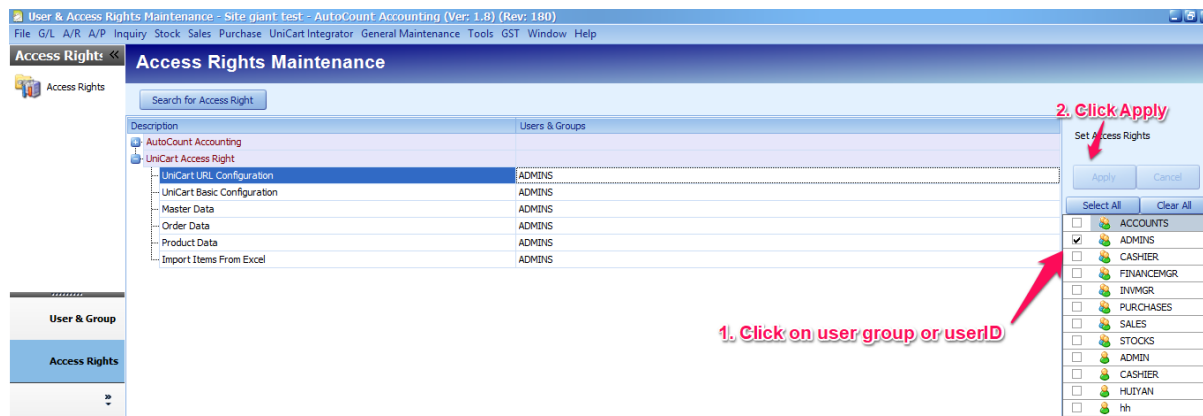 User & Access Rights Maintenance - Site giant test - AutoCount Accounting (Ver: 1.8) (Rev: 180)
File G/L A/R A/P Inquiry Stock Sales Purchase UniCart Integrator General Maintenance Tools GST Window Help
Access Rights «
Access Rights Maintenance
Access Rights
Search for Access Right
2. Click Apply
Description Users & Groups
Set Access Rights
AutoCount Accounting
UniCart Access Right
UniCart URL Configuration ADMINS
Apply Cancel
UniCart Basic Configuration ADMINS
Master Data ADMINS
Select All Clear All
Order Data ADMINS
ACCOUNTS
Product Data ADMINS
ADMINS
Import Items From Excel ADMINS
CASHIER
FINANCEMGR
INVMGR
PURCHASES
User & Group
SALES
1. Click on user group or userID
STOCKS
Access Rights
ADMIN
CASHIER
HUIYAN
hh